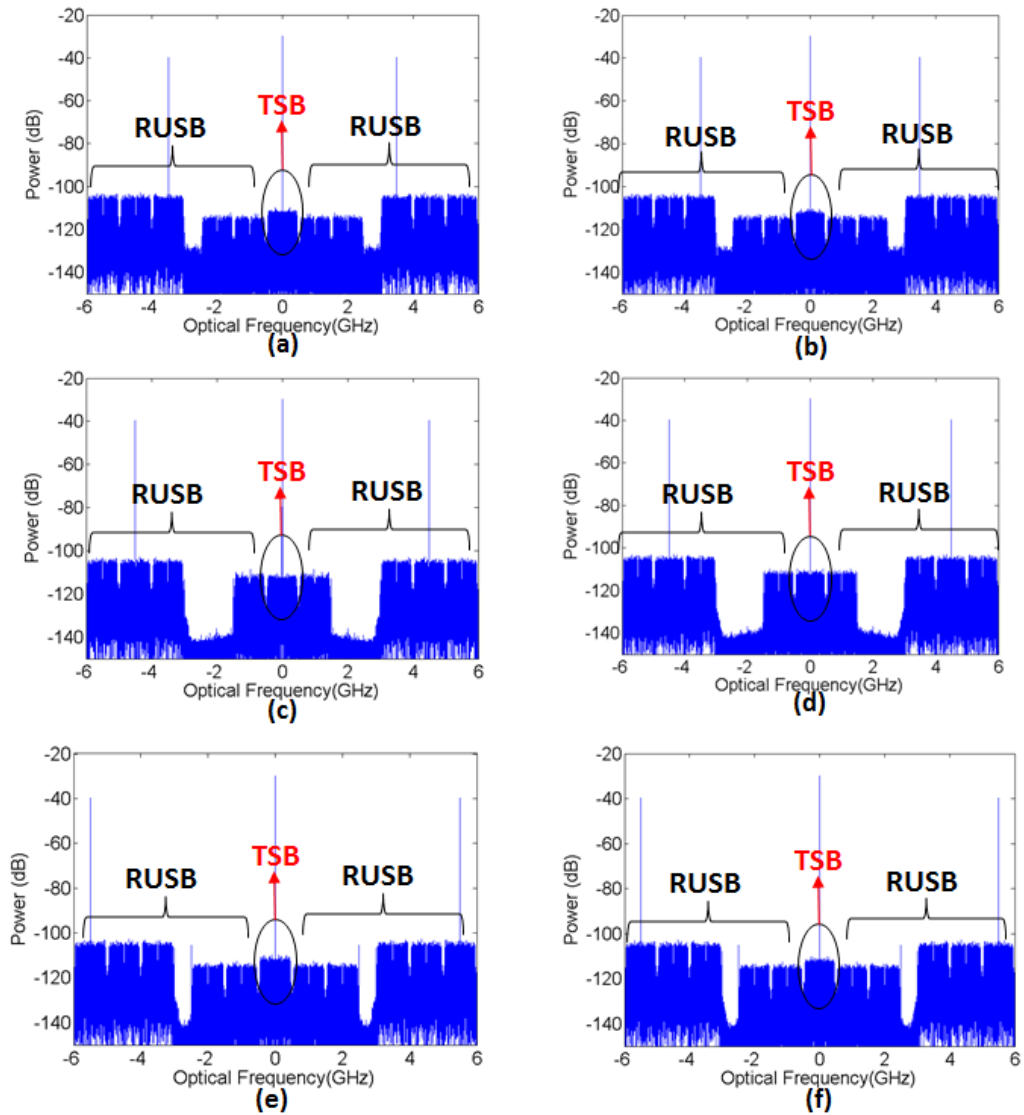 -20
-40
-60
-80
-100
-120
-140
Power (dB)
RUSB
TSB
RUSB
-6
-4
-2
0
2
4
6
Optical Frequency(GHz)
(a)
-20
-40
-60
-80
-100
-120
-140
Power (dB)
RUSB
TSB
RUSB
-6
-4
-2
0
2
4
6
Optical Frequency(GHz)
(b)
-20
-40
-60
-80
-100
-120
-140
Power (dB)
RUSB
TSB
RUSB
-6
-4
-2
0
2
4
6
Optical Frequency(GHz)
(c)
-20
-40
-60
-80
-100
-120
-140
Power (dB)
RUSB
TSB
RUSB
-6
-4
-2
0
2
4
6
Optical Frequency(GHz)
(d)
-20
-40
-60
-80
-100
-120
-140
Power (dB)
RUSB
TSB
RUSB
-6
-4
-2
0
2
4
6
Optical Frequency(GHz)
(e)
-20
-40
-60
-80
-100
-120
-140
Power (dB)
RUSB
TSB
RUSB
-6
-4
-2
0
2
4
6
Optical Frequency(GHz)
(f)